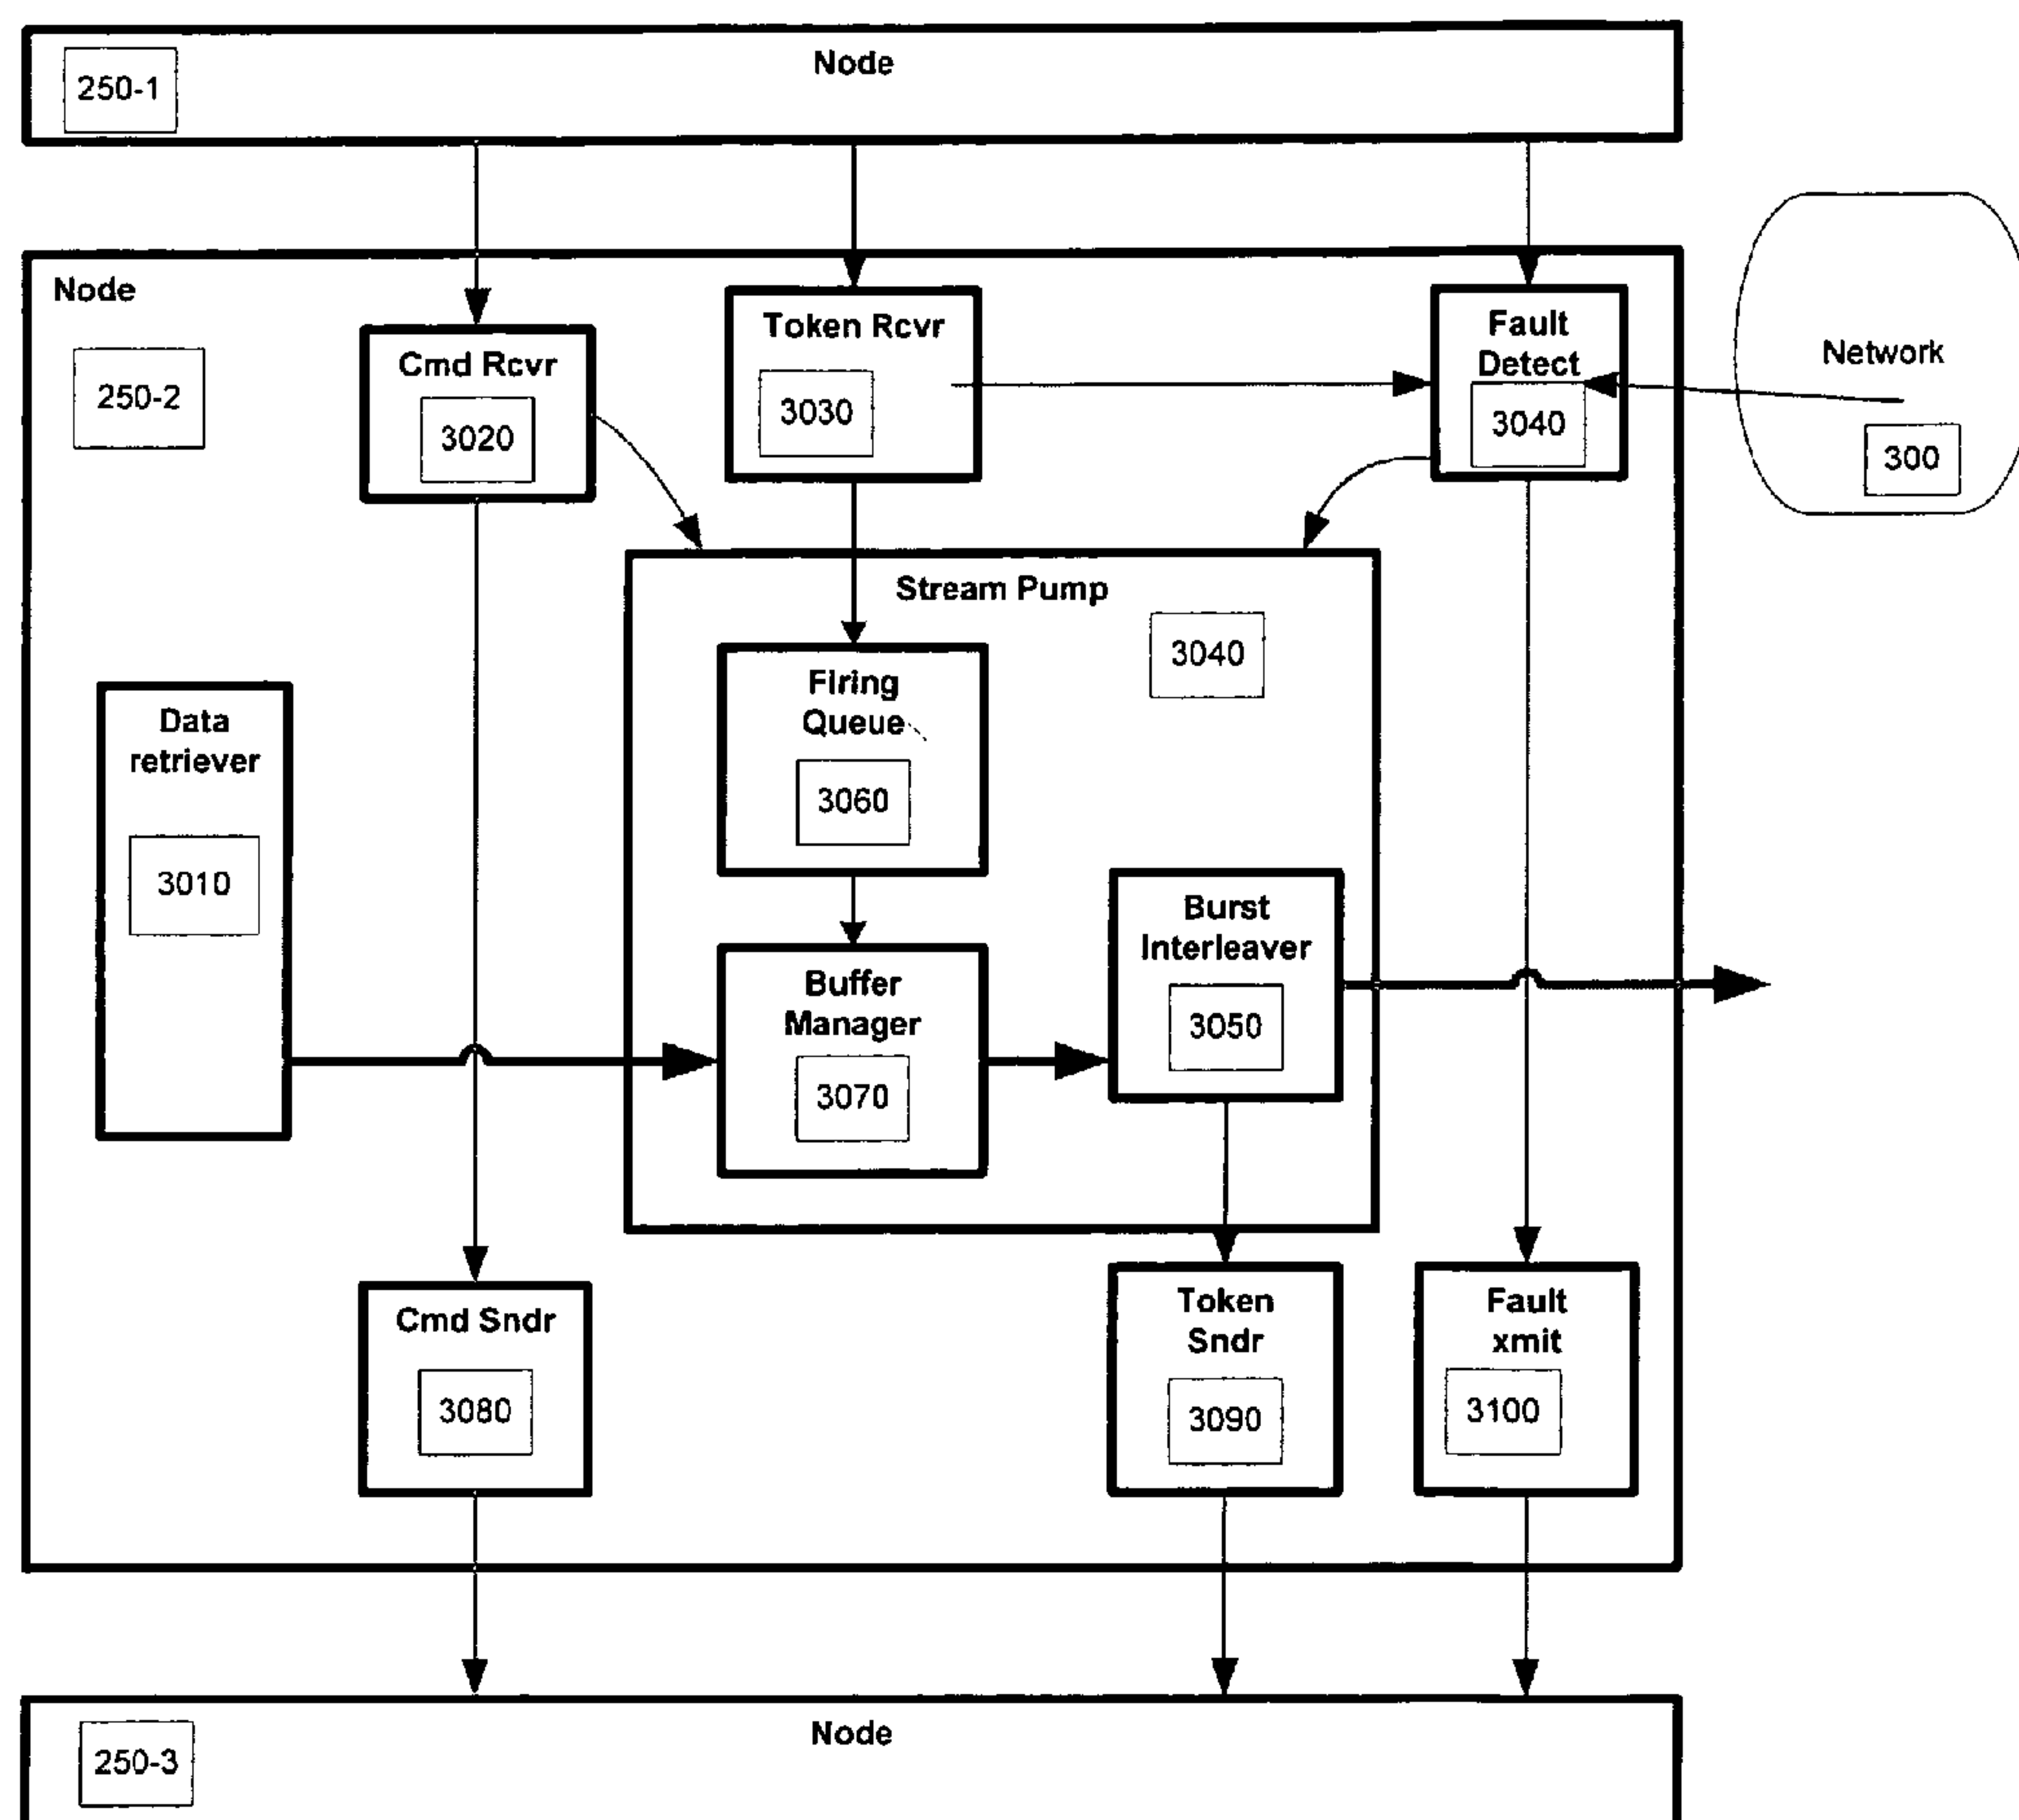 Node
250-1
Node
250-2
Cmd Rcvr
3020
Token Rcvr
3030
Fault
Detect
3040
Network
300
Stream Pump
3040
Firing
Queue
3060
Data
retriever
3010
Burst
Interleaver
3050
Buffer
Manager
3070
Cmd Sndr
3080
Token
Sndr
3090
Fault
xmit
3100
Node
250-3